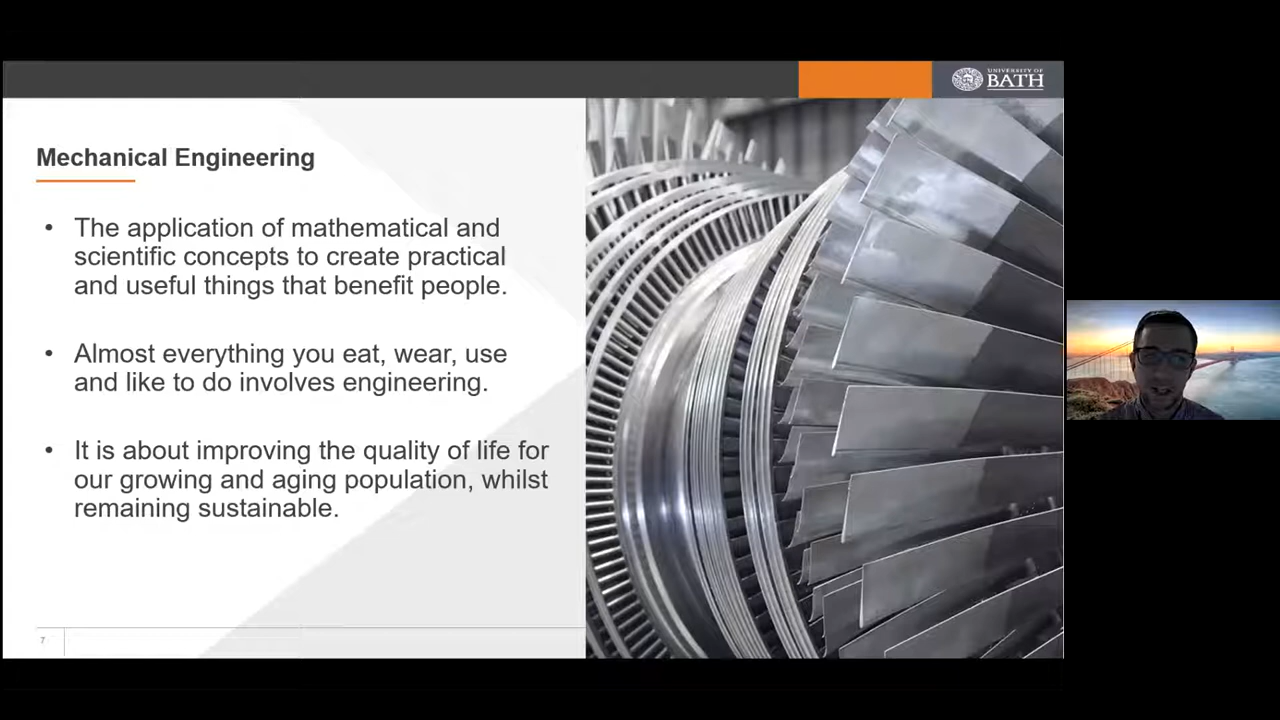 UNIVERSITY OF
BATH
Mechanical Engineering
• The application of mathematical and
scientific concepts to create practical
and useful things that benefit people.
• Almost everything you eat, wear, use
and like to do involves engineering.
• It is about improving the quality of life for
our growing and aging population, whilst
remaining sustainable.
7